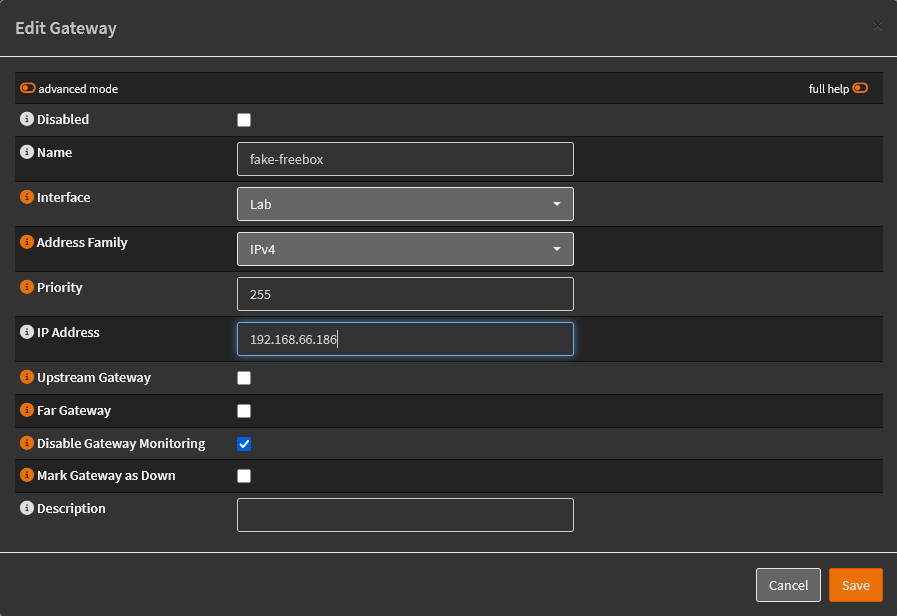 Edit Gateway
×
advanced mode
full help
Disabled
Name
fake-freebox
Interface
Lab
Address Family
IPv4
Priority
255
IP Address
192.168.66.186
Upstream Gateway
Far Gateway
Disable Gateway Monitoring
Mark Gateway as Down
Description
Cancel
Save